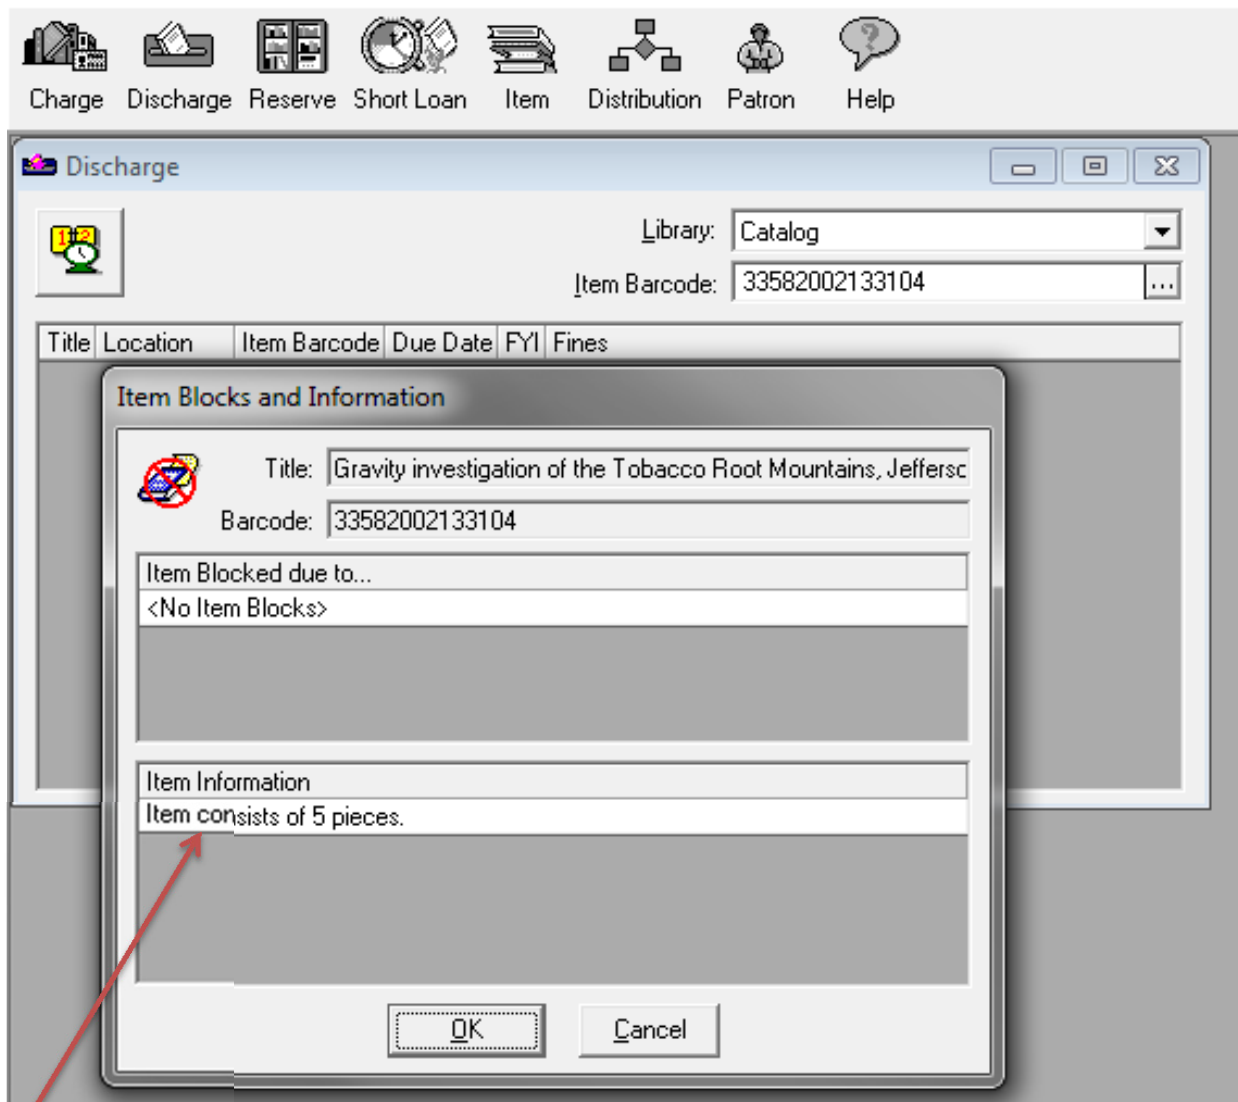 Charge Discharge Reserve Short Loan Item Distribution Patron Help
Discharge
Library: Catalog
Item Barcode: 33582002133104 ...
Title Location Item Barcode Due Date FYI Fines
Item Blocks and Information
Title: Gravity investigation of the Tobacco Root Mountains, Jefferso
Barcode: 33582002133104
Item Blocked due to...
<No Item Blocks>
Item Information
Item consists of 5 pieces.
OK Cancel